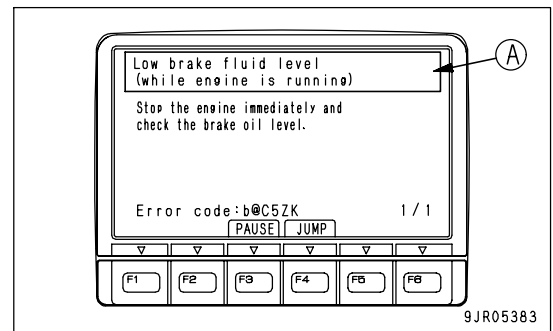 Low brake fluid level
(while engine is running)
A
Stop the engine immediately and
check the brake oil level.
Error code:b@C5ZK 1/1
PAUSE JUMP
F1 F2 F3 F4 F5 F6
9JR05383